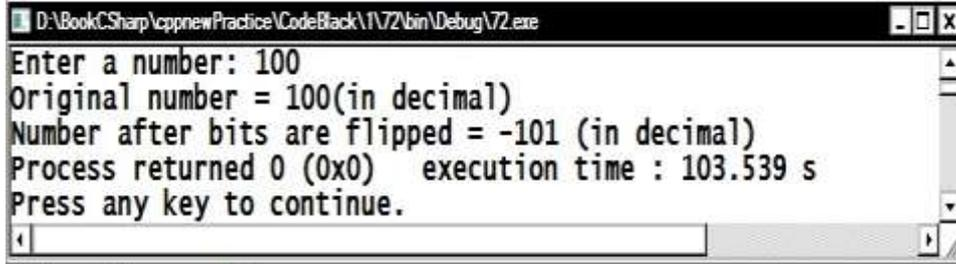 D:\BookCSharp\cppnewPractice\CodeBlack\1\72\bin\Debug\72.exe
Enter a number: 100
Original number = 100(in decimal)
Number after bits are flipped = -101 (in decimal)
Process returned 0 (0x0)   execution time : 103.539 s
Press any key to continue.